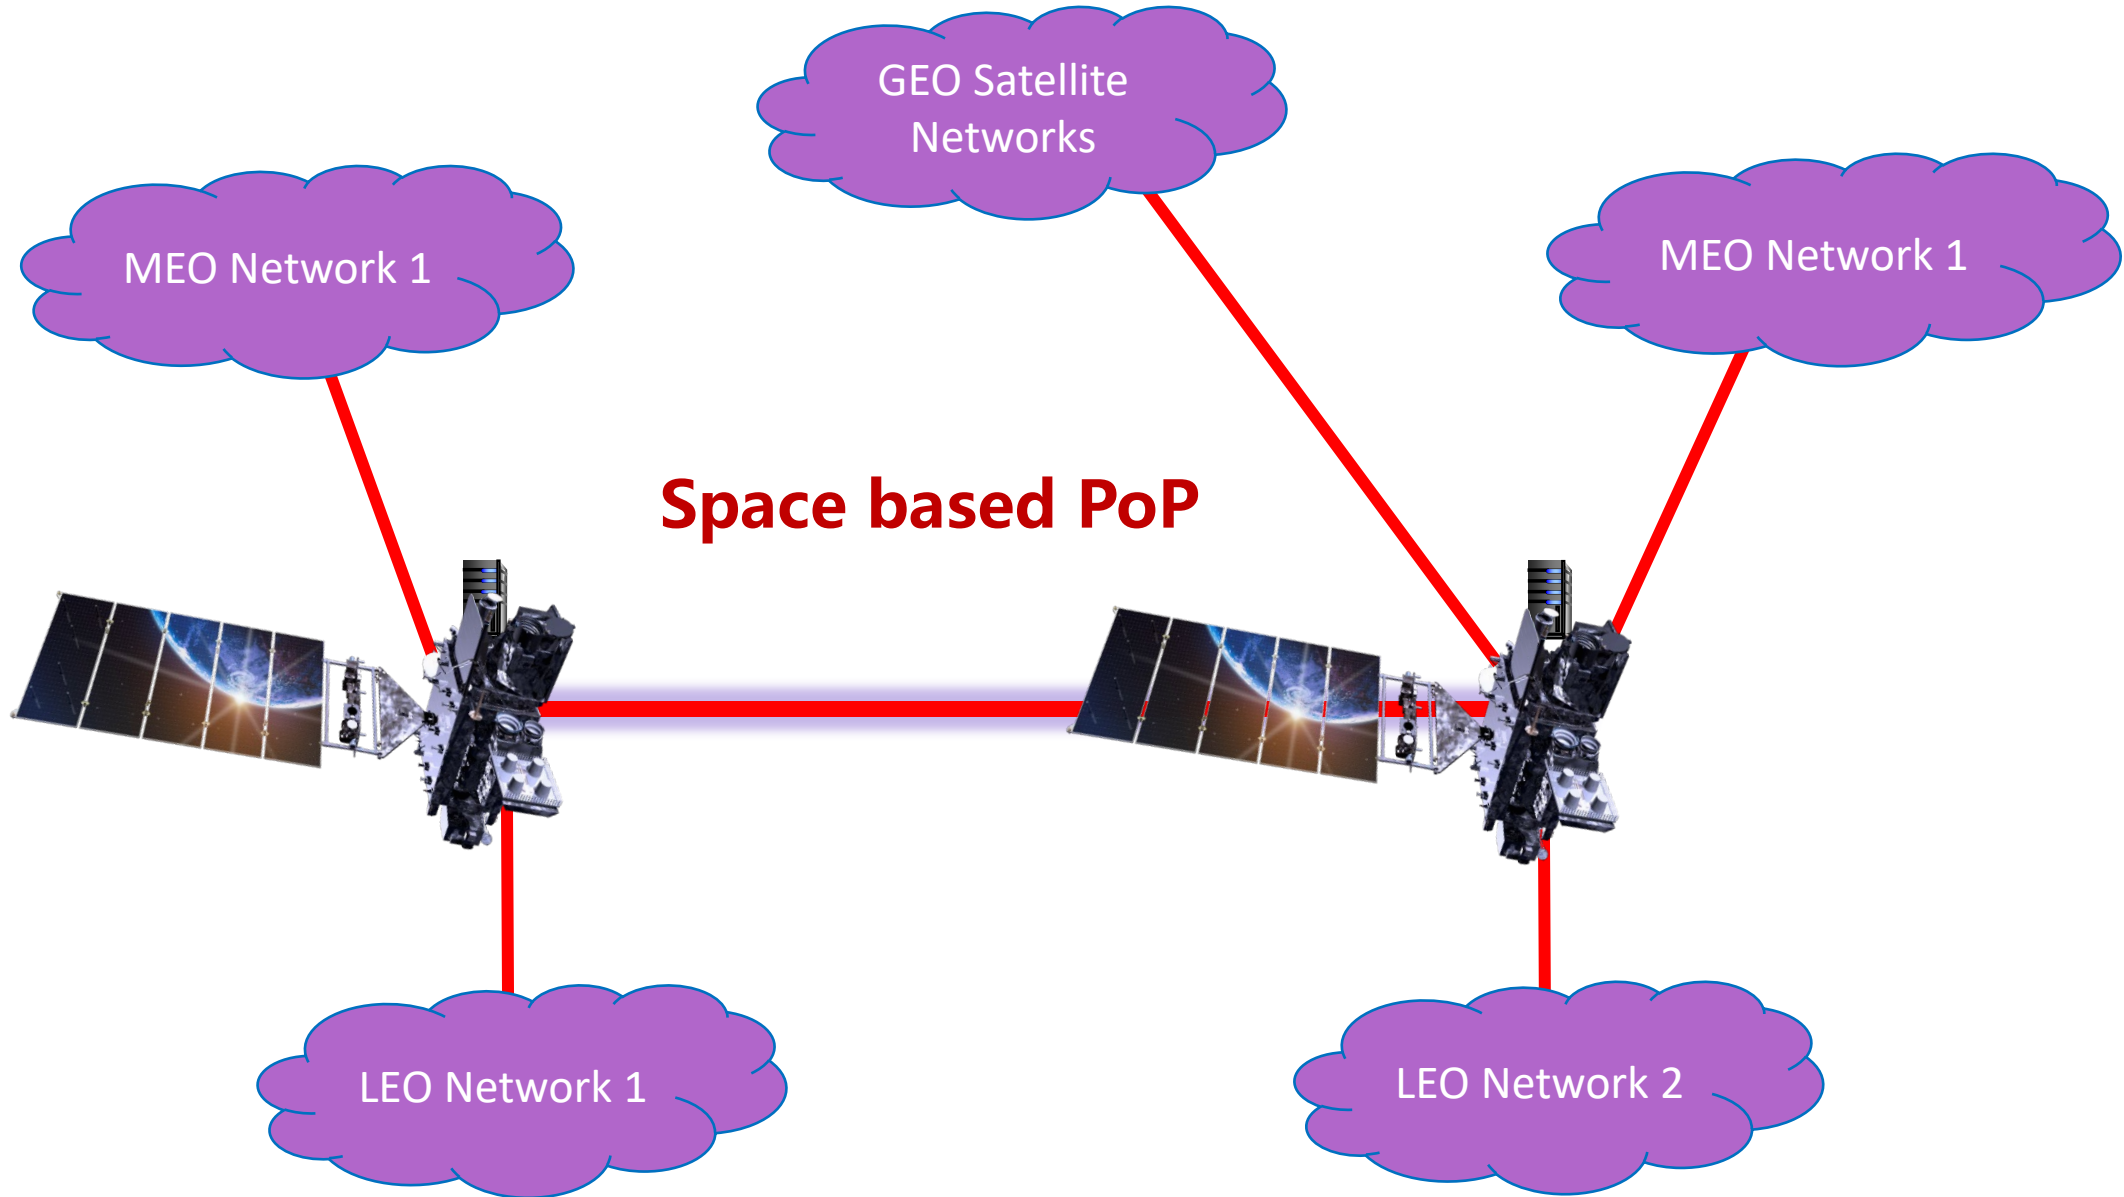 GEO Satellite
Networks
MEO Network 1
MEO Network 1
Space based PoP
LEO Network 1
LEO Network 2